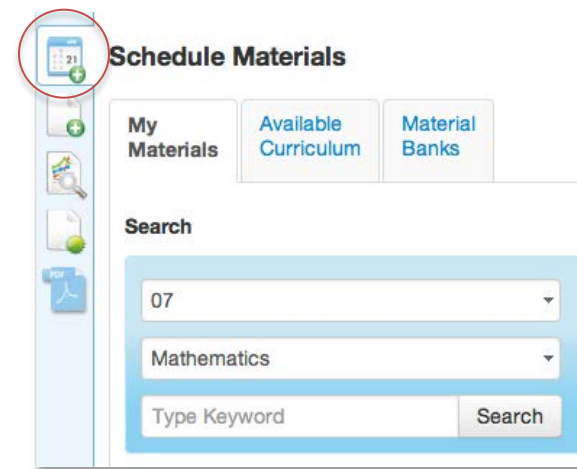 21
Schedule Materials
My Materials
Available Curriculum
Material Banks
Search
07
Mathematics
Type Keyword
Search
PDF